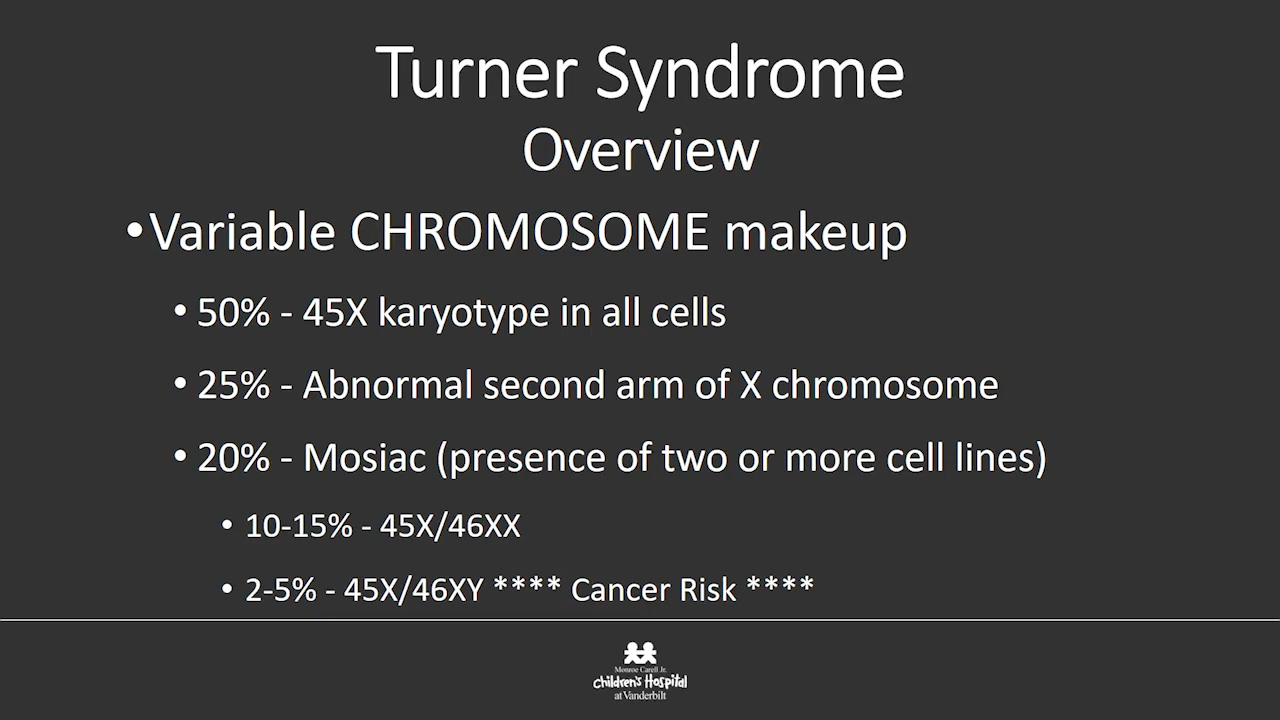 Turner Syndrome
Overview
•Variable CHROMOSOME makeup
• 50% - 45X karyotype in all cells
• 25% - Abnormal second arm of X chromosome
• 20% - Mosiac (presence of two or more cell lines)
• 10-15% - 45X/46XX
• 2-5% - 45X/46XY **** Cancer Risk ****
Monroe Carell Jr.
Children's Hospital
at Vanderbilt